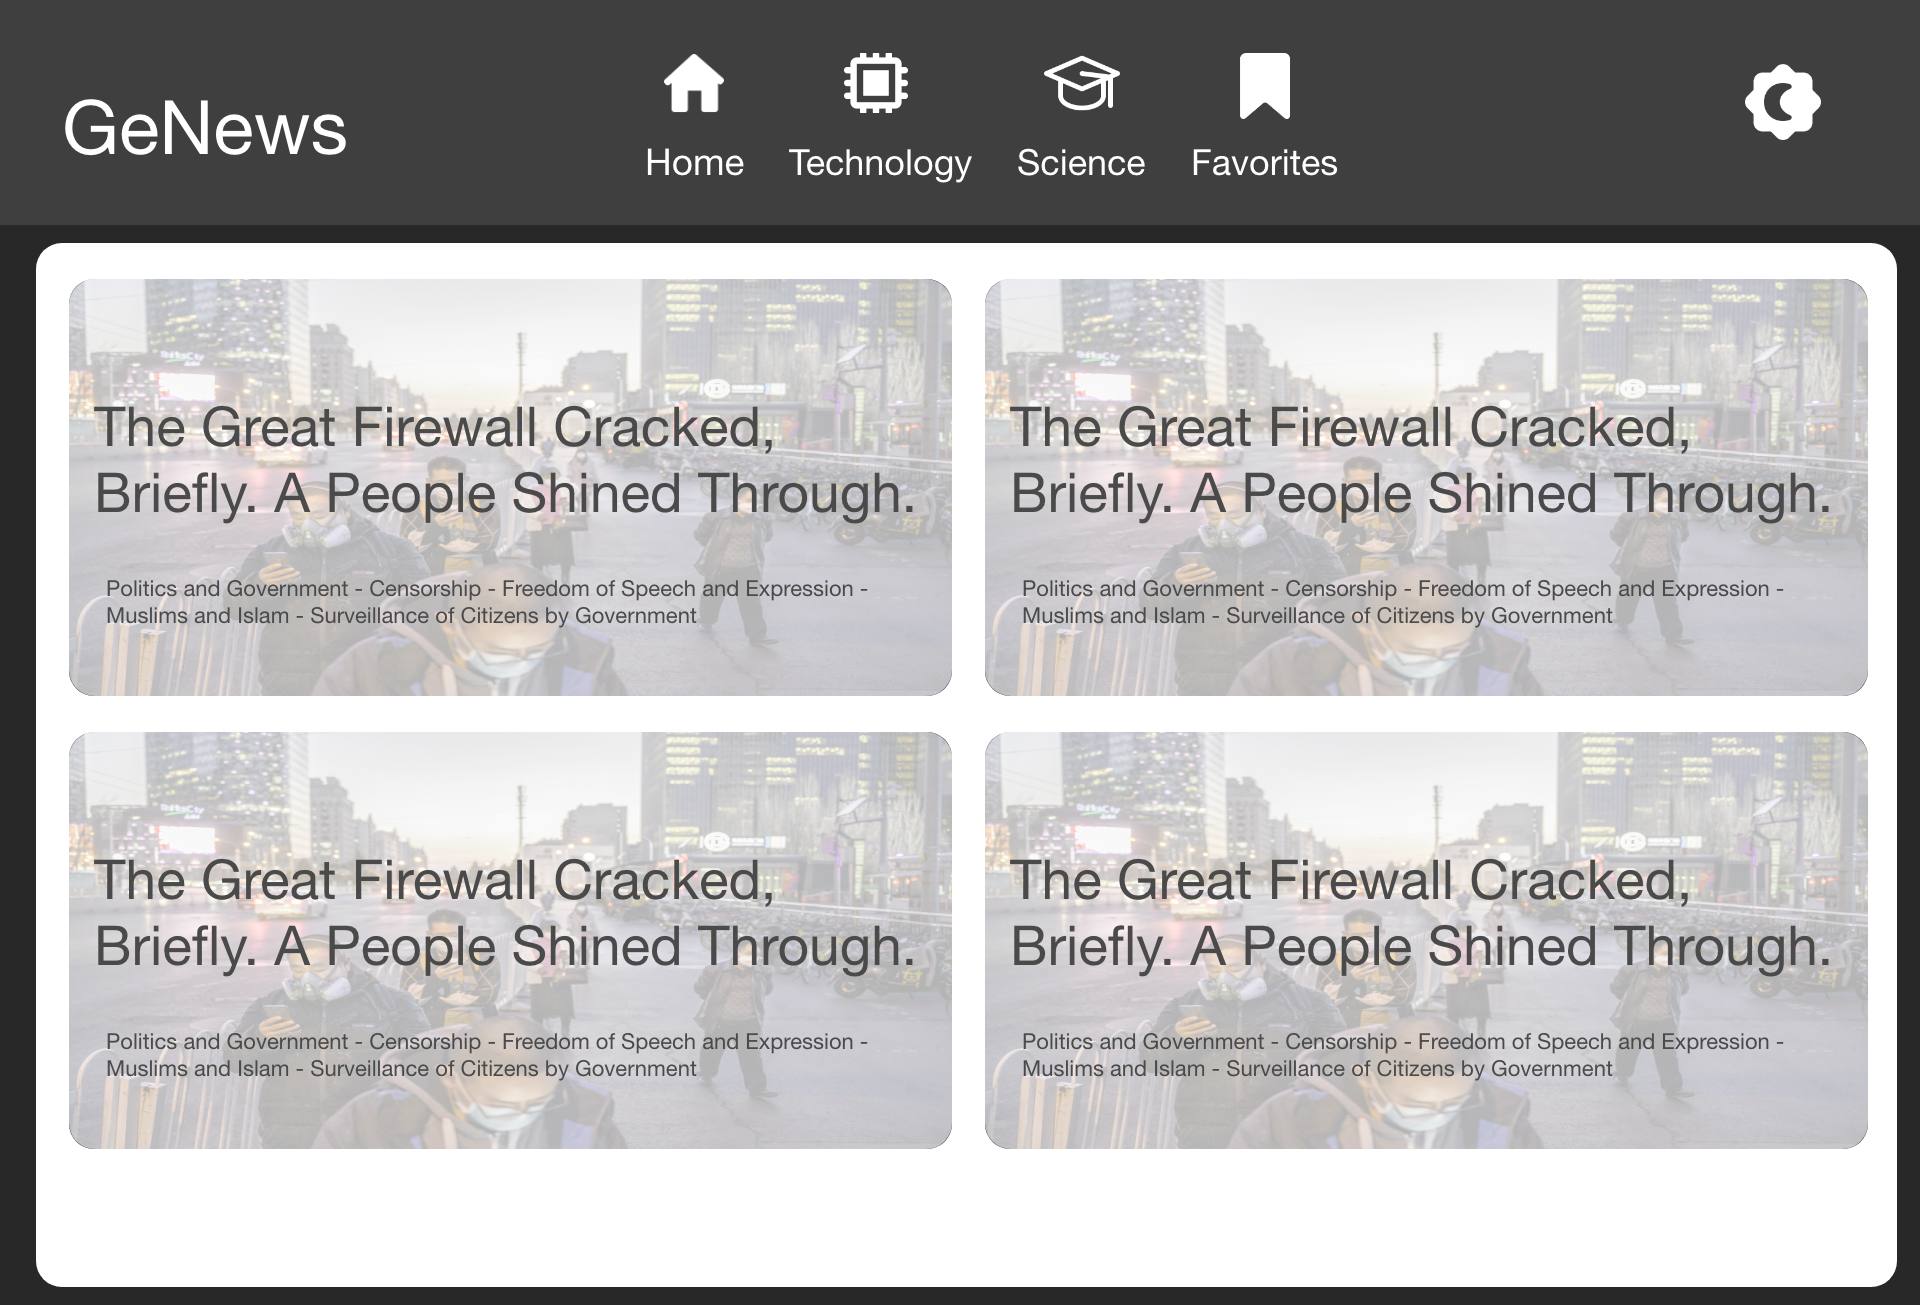 GeNews
Home
Technology
Science
Favorites
The Great Firewall Cracked,
Briefly. A People Shined Through.
Politics and Government - Censorship - Freedom of Speech and Expression -
Muslims and Islam - Surveillance of Citizens by Government
The Great Firewall Cracked,
Briefly. A People Shined Through.
Politics and Government - Censorship - Freedom of Speech and Expression -
Muslims and Islam - Surveillance of Citizens by Government
The Great Firewall Cracked,
Briefly. A People Shined Through.
Politics and Government - Censorship - Freedom of Speech and Expression -
Muslims and Islam - Surveillance of Citizens by Government
The Great Firewall Cracked,
Briefly. A People Shined Through.
Politics and Government - Censorship - Freedom of Speech and Expression -
Muslims and Islam - Surveillance of Citizens by Government